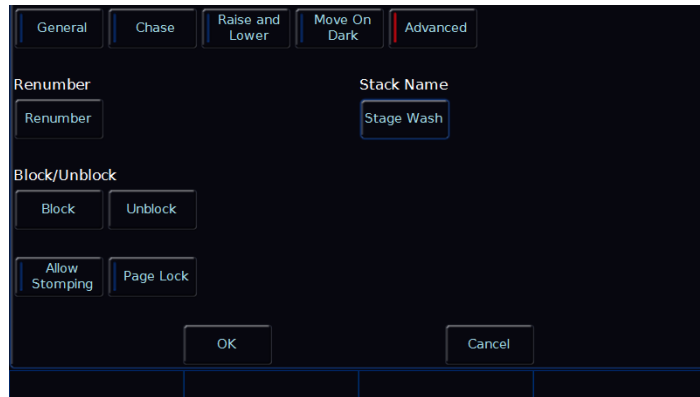 General
Chase
Raise and
Lower
Move On
Dark
Advanced
Renumber
Stack Name
Renumber
Stage Wash
Block/Unblock
Block
Unblock
Allow
Stomping
Page Lock
OK
Cancel